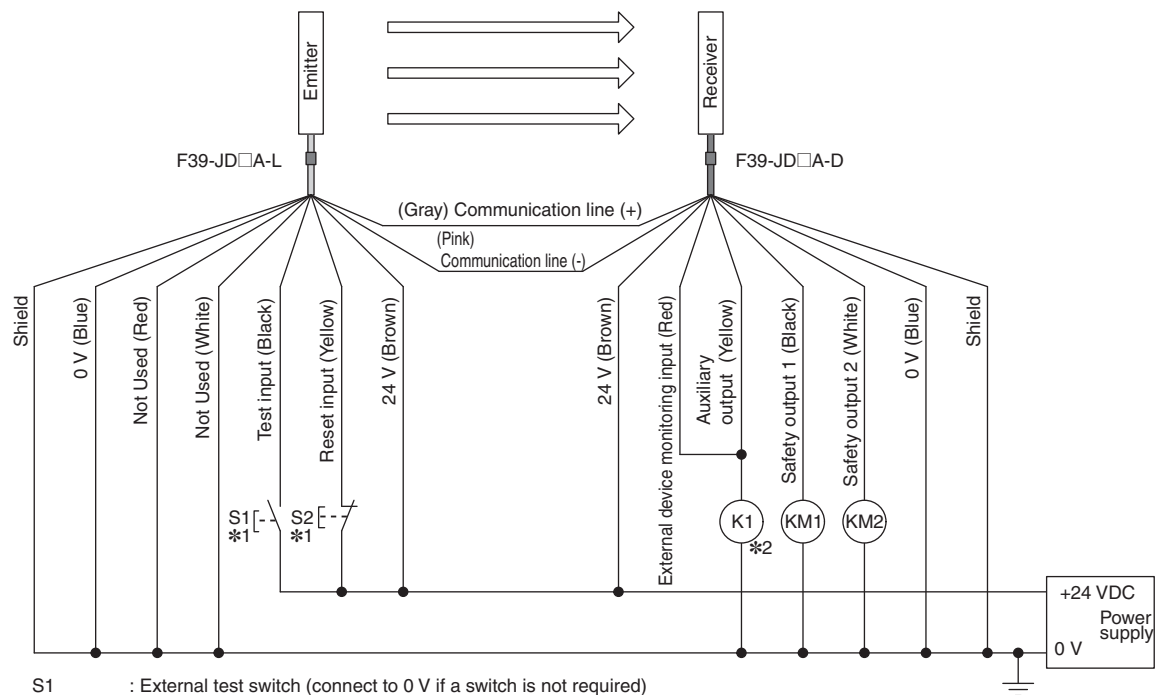 Emitter
Receiver
F39-JD□A-L
F39-JD□A-D
(Gray) Communication line (+)
(Pink)
Communication line (-)
Shield
0 V (Blue)
Not Used (Red)
Not Used (White)
Test input (Black)
Reset input (Yellow)
24 V (Brown)
24 V (Brown)
External device monitoring input (Red)
Auxiliary
output (Yellow)
Safety output 1 (Black)
Safety output 2 (White)
0 V (Blue)
Shield
S1
*1
S2
*1
K1
*2
KM1
KM2
+24 VDC
Power
supply
0 V
S1 : External test switch (connect to 0 V if a switch is not required)